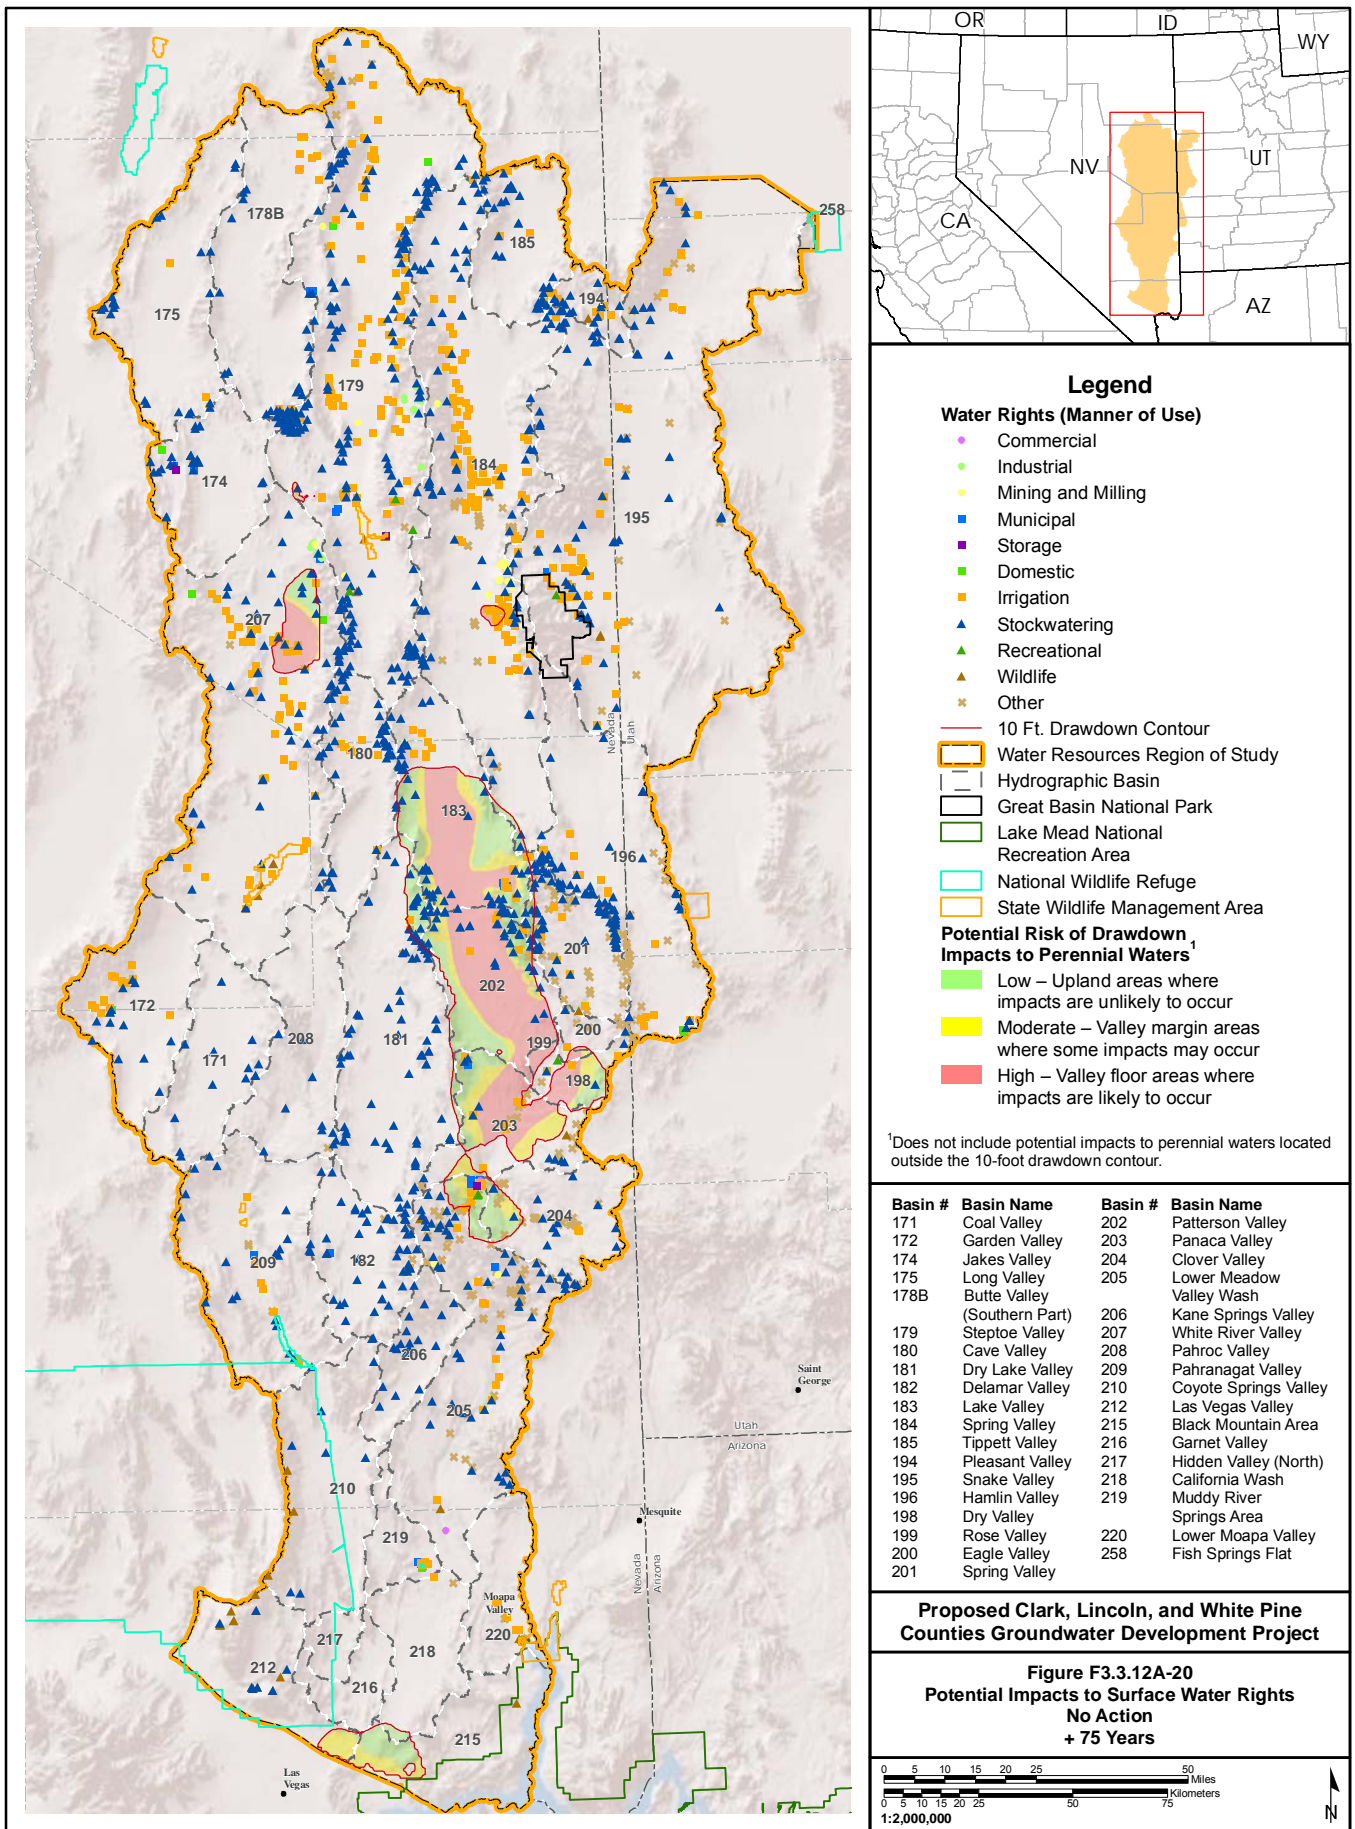 OR
ID
WY
NV
UT
CA
AZ
258
178B
185
194
175
179
184
174
195
207
Nevada
Utah
180
183
196
201
202
172
200
208
181
199
171
198
203
204
209
182
206
Saint
George
205
Utah
Arizona
210
Mesquite
219
Nevada
Arizona
Moapa
Valley
220
217
218
212
216
215
Las
Vegas
Legend
Water Rights (Manner of Use)
Commercial
Industrial
Mining and Milling
Municipal
Storage
Domestic
Irrigation
Stockwatering
Recreational
Wildlife
Other
10 Ft. Drawdown Contour
Water Resources Region of Study
Hydrographic Basin
Great Basin National Park
Lake Mead National
Recreation Area
National Wildlife Refuge
State Wildlife Management Area
Potential Risk of Drawdown
Impacts to Perennial Waters1
Low – Upland areas where
impacts are unlikely to occur
Moderate – Valley margin areas
where some impacts may occur
High – Valley floor areas where
impacts are likely to occur
1Does not include potential impacts to perennial waters located
outside the 10-foot drawdown contour.
Basin # Basin Name Basin # Basin Name
171 Coal Valley 202 Patterson Valley
172 Garden Valley 203 Panaca Valley
174 Jakes Valley 204 Clover Valley
175 Long Valley 205 Lower Meadow
178B Butte Valley Valley Wash
(Southern Part) 206 Kane Springs Valley
179 Steptoe Valley 207 White River Valley
180 Cave Valley 208 Pahroc Valley
181 Dry Lake Valley 209 Pahranagat Valley
182 Delamar Valley 210 Coyote Springs Valley
183 Lake Valley 212 Las Vegas Valley
184 Spring Valley 215 Black Mountain Area
185 Tippett Valley 216 Garnet Valley
194 Pleasant Valley 217 Hidden Valley (North)
195 Snake Valley 218 California Wash
196 Hamlin Valley 219 Muddy River
198 Dry Valley Springs Area
199 Rose Valley 220 Lower Moapa Valley
200 Eagle Valley 258 Fish Springs Flat
201 Spring Valley
Proposed Clark, Lincoln, and White Pine
Counties Groundwater Development Project
Figure F3.3.12A-20
Potential Impacts to Surface Water Rights
No Action
+ 75 Years
0 5 10 15 20 25 50
Miles
Kilometers
0 5 10 15 20 25 50 75
1:2,000,000
N